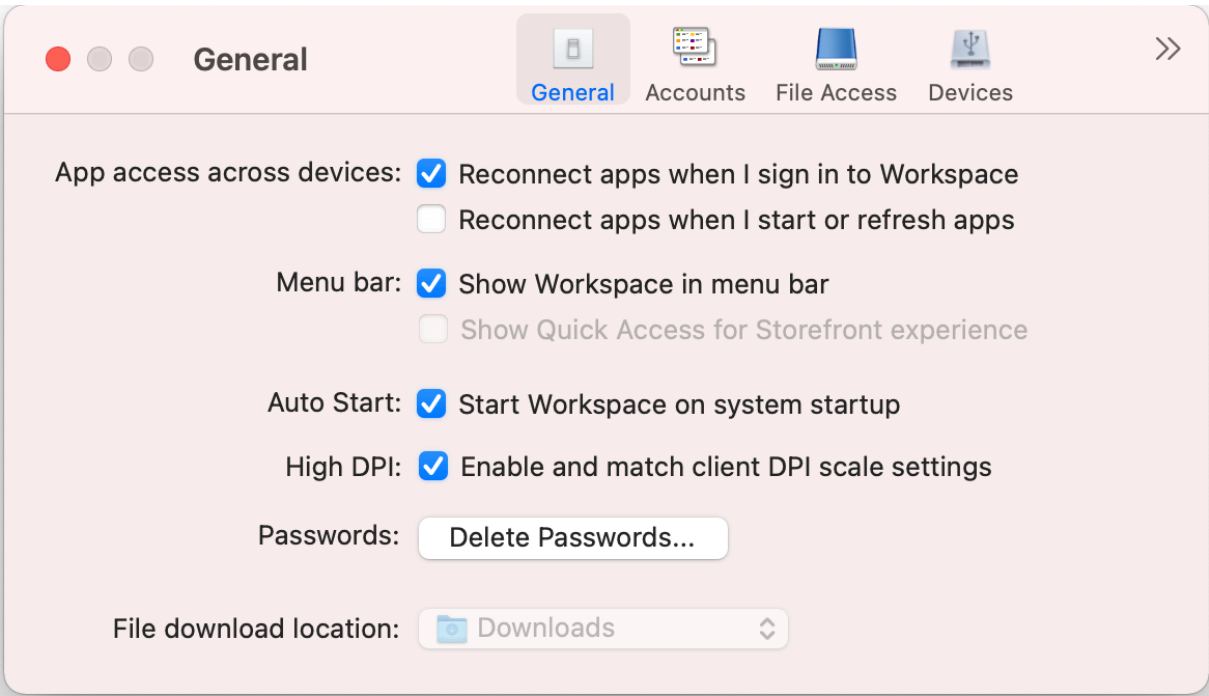 General
General
Accounts
File Access
Devices
App access across devices:
Reconnect apps when I sign in to Workspace
Reconnect apps when I start or refresh apps
Menu bar:
Show Workspace in menu bar
Show Quick Access for Storefront experience
Auto Start:
Start Workspace on system startup
High DPI:
Enable and match client DPI scale settings
Passwords:
Delete Passwords...
File download location:
Downloads